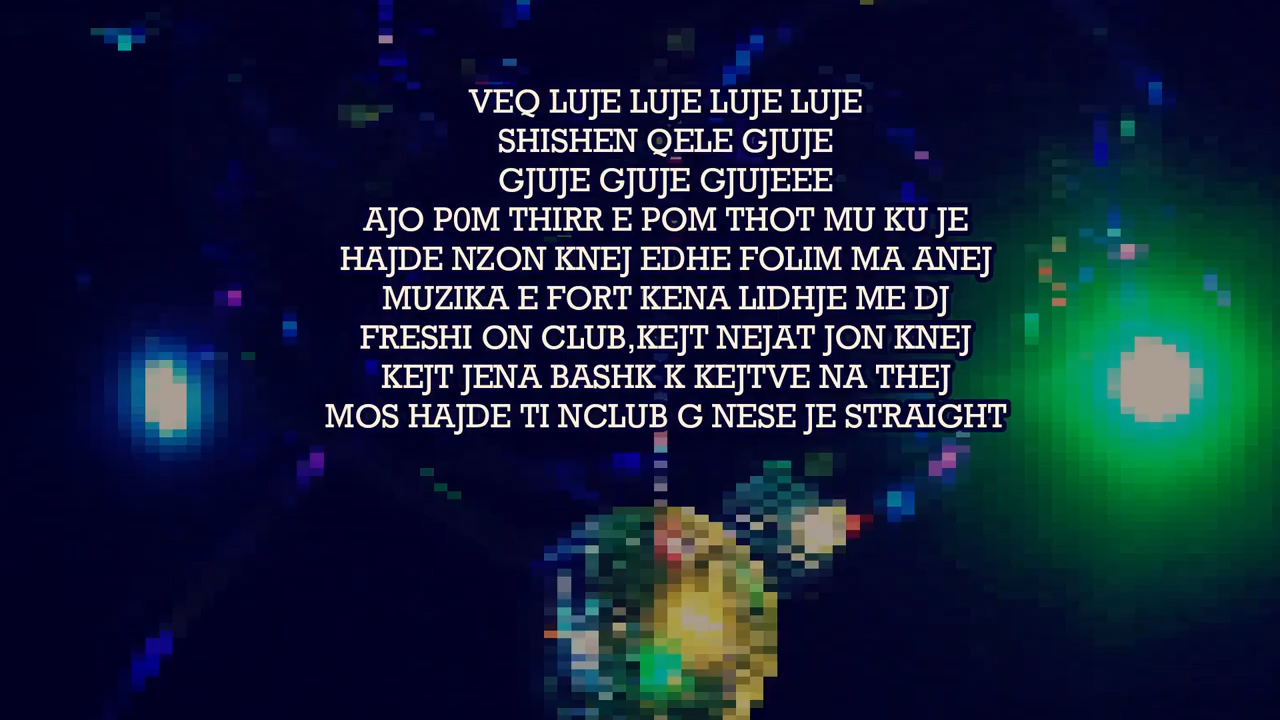 VEQ LUJE LUJE LUJE LUJE
SHISHEN QELE GJUJE
GJUJE GJUJE GJUJEEE
AJO P0M THIRR E POM THOT MU KU JE
HAJDE NZON KNEJ EDHE FOLIM MA ANEJ
MUZIKA E FORT KENA LIDHJE ME DJ
FRESHI ON CLUB,KEJT NEJAT JON KNEJ
KEJT JENA BASHK K KEJTVE NA THEJ
MOS HAJDE TI NCLUB G NESE JE STRAIGHT